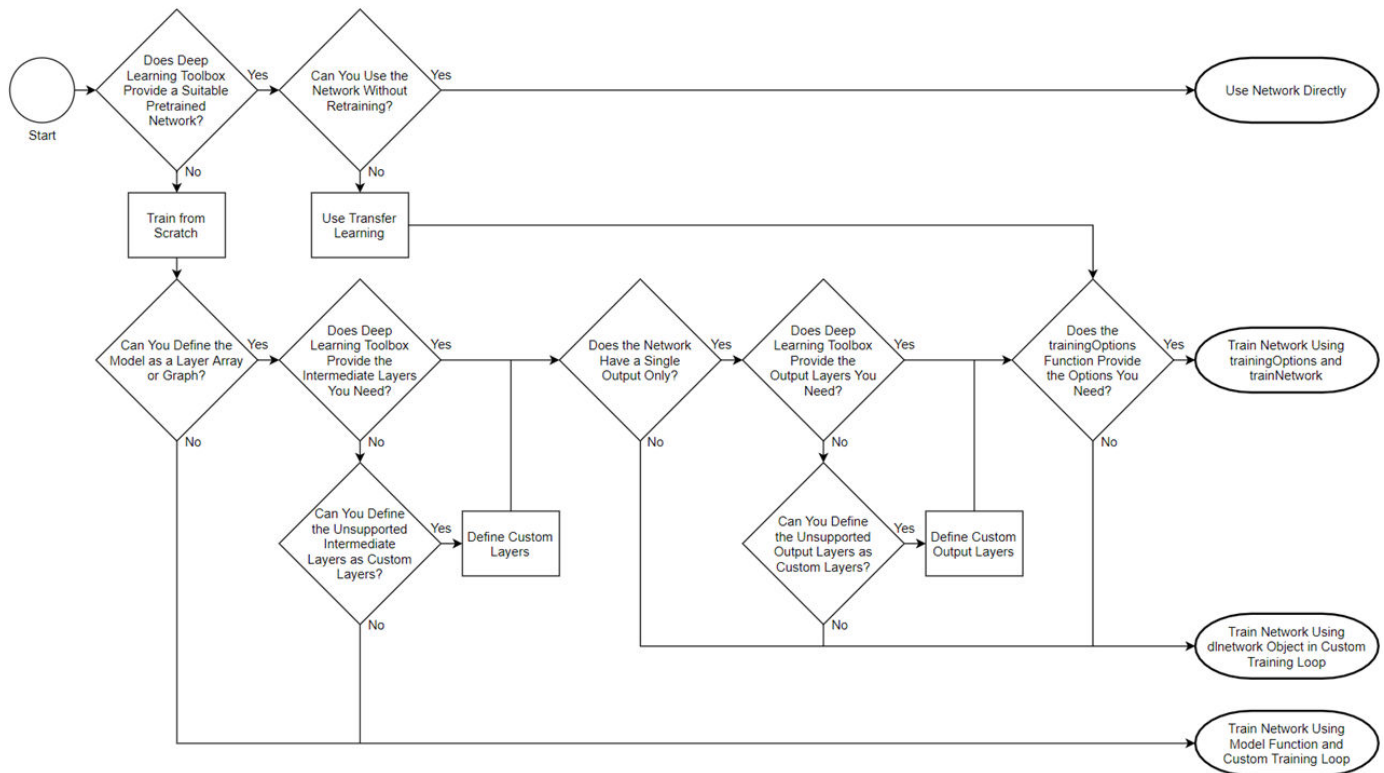 Start
Does Deep
Learning Toolbox
Provide a Suitable
Pretrained
Network?
Yes
No
Can You Use the
Network Without
Retraining?
Yes
No
Use Network Directly
Train from
Scratch
Use Transfer
Learning
Can You Define the
Model as a Layer Array
or Graph?
Yes
No
Does Deep
Learning Toolbox
Provide the
Intermediate Layers
You Need?
Yes
No
Does the Network
Have a Single
Output Only?
Yes
No
Does Deep
Learning Toolbox
Provide the
Output Layers You
Need?
Yes
No
Does the
trainingOptions
Function Provide
the Options You
Need?
Yes
No
Train Network Using
trainingOptions and
trainNetwork
Can You Define
the Unsupported
Intermediate
Layers as Custom
Layers?
Yes
No
Define Custom
Layers
Can You Define
the Unsupported
Output Layers as
Custom Layers?
Yes
No
Define Custom
Output Layers
Train Network Using
dlnetwork Object in Custom
Training Loop
Train Network Using
Model Function and
Custom Training Loop